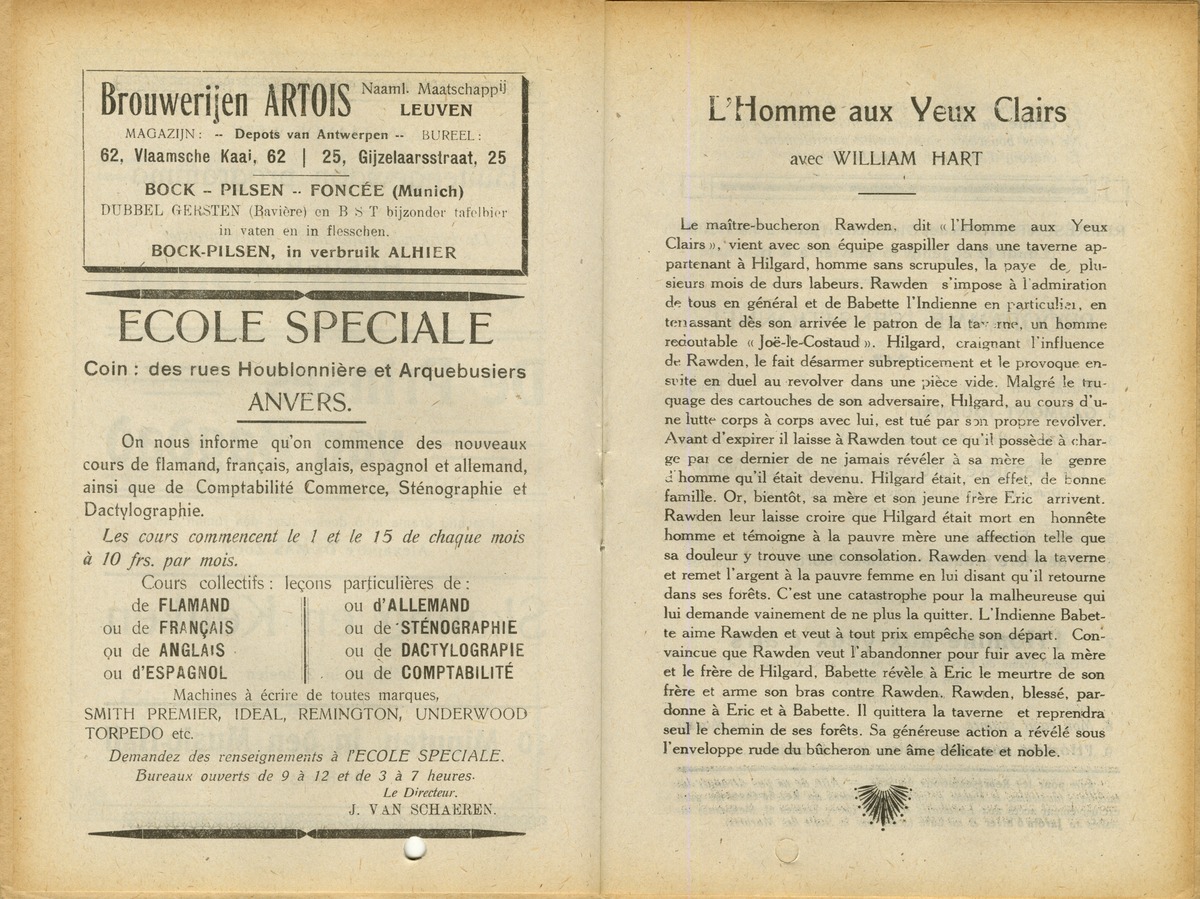 Brouwerijen ARTOIS Naaml. Maatschappij
LEUVEN
MAGAZIJN: -- Depots van Antwerpen -- BUREEL:
62, Vlaamsche Kaai, 62 | 25, Gijzelaarsstraat, 25
BOCK -- PILSEN -- FONCÉE (Munich)
DUBBEL GERSTEN (Bavière) en B S T bijzonder tafelbier
in vaten en in flesschen.
BOCK-PILSEN, in verbruik ALHIER
ECOLE SPECIALE
Coin : des rues Houblonnière et Arquebusiers
ANVERS.
On nous informe qu'on commence des nouveaux
cours de flamand, français, anglais, espagnol et allemand,
ainsi que de Comptabilité Commerce, Sténographie et
Dactylographie.
Les cours commencent le 1 et le 15 de chaque mois
à 10 frs. par mois.
Cours collectifs : leçons particulières de :
de FLAMAND ou d'ALLEMAND
ou de FRANÇAIS ou de STÉNOGRAPHIE
ou de ANGLAIS ou de DACTYLOGRAPIE
ou d'ESPAGNOL ou de COMPTABILITÉ
Machines à écrire de toutes marques,
SMITH PREMIER, IDEAL, REMINGTON, UNDERWOOD
TORPEDO etc.
Demandez des renseignements à l'ECOLE SPECIALE.
Bureaux ouverts de 9 à 12 et de 3 à 7 heures.
Le Directeur.
J. VAN SCHAEREN.
L'Homme aux Yeux Clairs
avec WILLIAM HART
Le maître-bucheron Rawden, dit « l'Homme aux Yeux
Clairs », vient avec son équipe gaspiller dans une taverne ap-
partenant à Hilgard, homme sans scrupules, la paye de plu-
sieurs mois de durs labeurs. Rawden s'impose à l'admiration
de tous en général et de Babette l'Indienne en particulier, en
terrassant dès son arrivée le patron de la taverne, un homme
redoutable « Joë-le-Costaud ». Hilgard, craignant l'influence
de Rawden, le fait désarmer subrepticement et le provoque en-
suite en duel au revolver dans une pièce vide. Malgré le tru-
quage des cartouches de son adversaire, Hilgard, au cours d'u-
ne lutte corps à corps avec lui, est tué par son propre revolver.
Avant d'expirer il laisse à Rawden tout ce qu'il possède à char-
ge par ce dernier de ne jamais révéler à sa mère le genre
d'homme qu'il était devenu. Hilgard était, en effet, de bonne
famille. Or, bientôt, sa mère et son jeune frère Eric arrivent.
Rawden leur laisse croire que Hilgard était mort en honnête
homme et témoigne à la pauvre mère une affection telle que
sa douleur y trouve une consolation. Rawden vend la taverne
et remet l'argent à la pauvre femme en lui disant qu'il retourne
dans ses forêts. C'est une catastrophe pour la malheureuse qui
lui demande vainement de ne plus la quitter. L'Indienne Babet-
te aime Rawden et veut à tout prix empêche son départ. Con-
vaincue que Rawden veut l'abandonner pour fuir avec la mère
et le frère de Hilgard, Babette révèle à Eric le meurtre de son
frère et arme son bras contre Rawden. Rawden, blessé, par-
donne à Eric et à Babette. Il quittera la taverne et reprendra
seul le chemin de ses forêts. Sa généreuse action a révélé sous
l'enveloppe rude du bûcheron une âme délicate et noble.